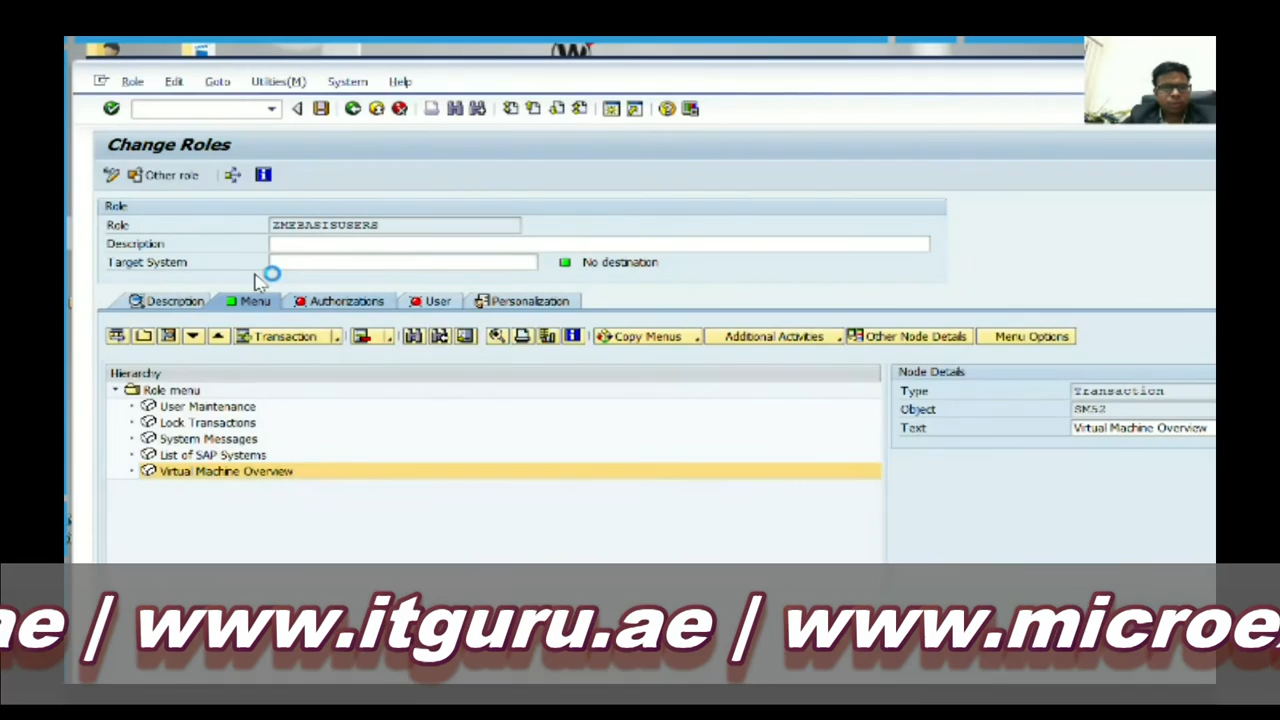 Role Edit Goto Utilities(M) System Help
Change Roles
Other role
Role
Role ZMEBASISUSERS
Description
Target System No destination
Description Menu Authorizations User Personalization
Transaction Copy Menus Additional Activities Other Node Details Menu Options
Hierarchy
Role menu
User Maintenance
Lock Transactions
System Messages
List of SAP Systems
Virtual Machine Overview
Node Details
Type Transaction
Object SM52
Text Virtual Machine Overview
ae / www.itguru.ae / www.microe